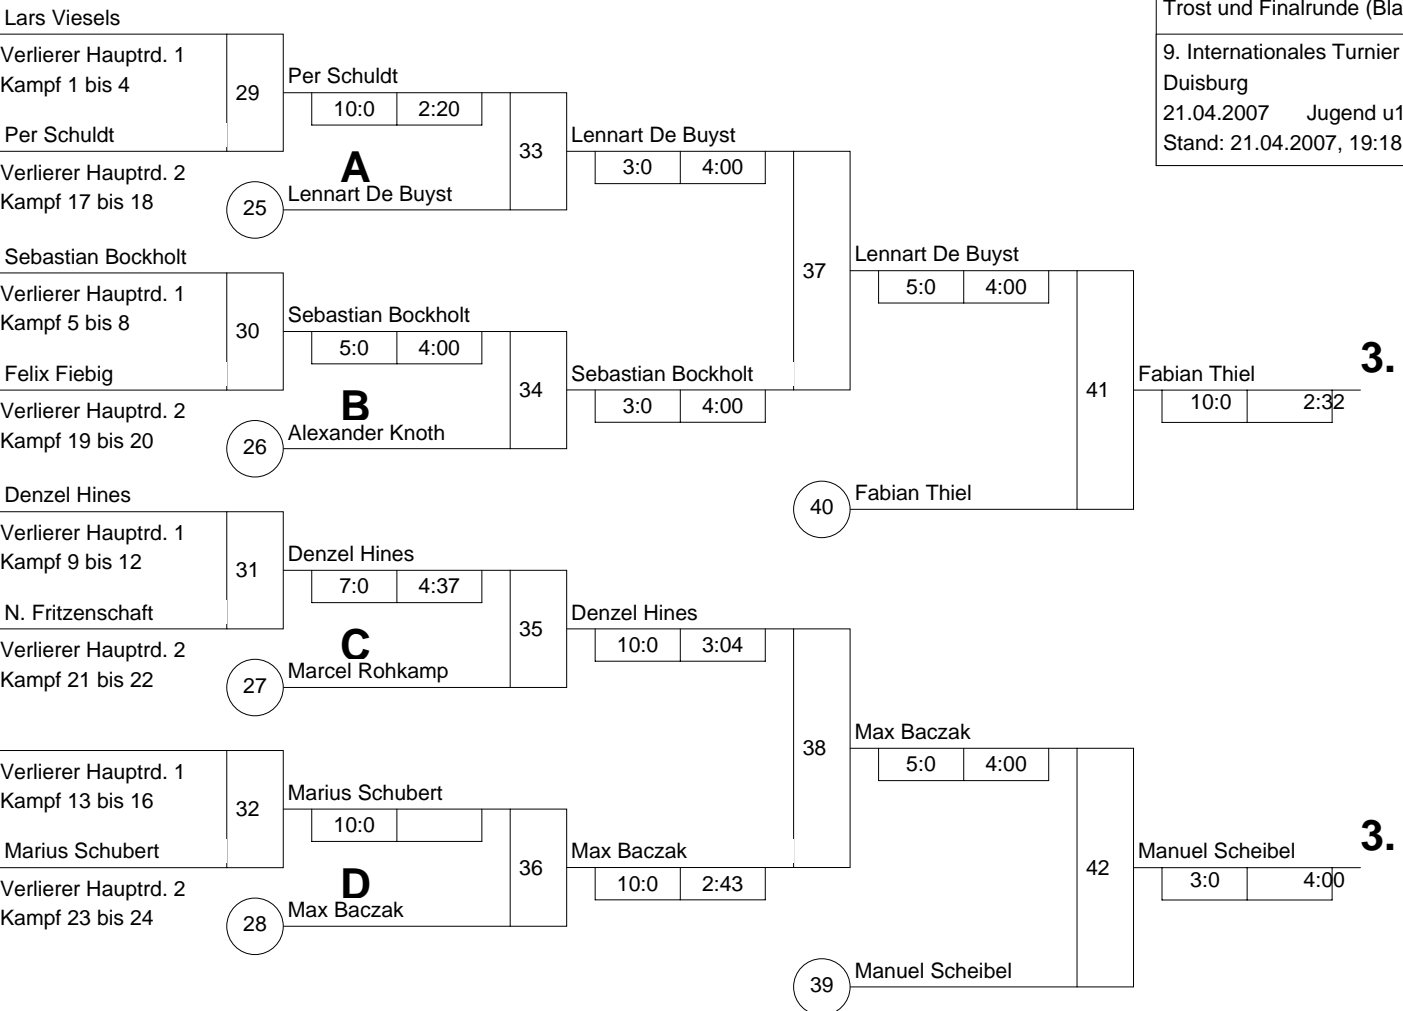 Trost und Finalrunde (Bla
9. Internationales Turnier
Duisburg
21.04.2007 Jugend u1
Stand: 21.04.2007, 19:18
Lars Viesels
Verlierer Hauptrd. 1
Kampf 1 bis 4
29
Per Schuldt
10:0 2:20
Per Schuldt
Verlierer Hauptrd. 2
Kampf 17 bis 18
A
25
Lennart De Buyst
33
Lennart De Buyst
3:0 4:00
Sebastian Bockholt
Verlierer Hauptrd. 1
Kampf 5 bis 8
30
Sebastian Bockholt
5:0 4:00
Felix Fiebig
Verlierer Hauptrd. 2
Kampf 19 bis 20
B
26
Alexander Knoth
34
Sebastian Bockholt
3:0 4:00
37
Lennart De Buyst
5:0 4:00
40
Fabian Thiel
41
Fabian Thiel
10:0 2:32
3.
Denzel Hines
Verlierer Hauptrd. 1
Kampf 9 bis 12
31
Denzel Hines
7:0 4:37
N. Fritzenschaft
Verlierer Hauptrd. 2
Kampf 21 bis 22
C
27
Marcel Rohkamp
35
Denzel Hines
10:0 3:04
Verlierer Hauptrd. 1
Kampf 13 bis 16
32
Marius Schubert
10:0
Marius Schubert
Verlierer Hauptrd. 2
Kampf 23 bis 24
D
28
Max Baczak
36
Max Baczak
10:0 2:43
38
Max Baczak
5:0 4:00
39
Manuel Scheibel
42
Manuel Scheibel
3:0 4:00
3.